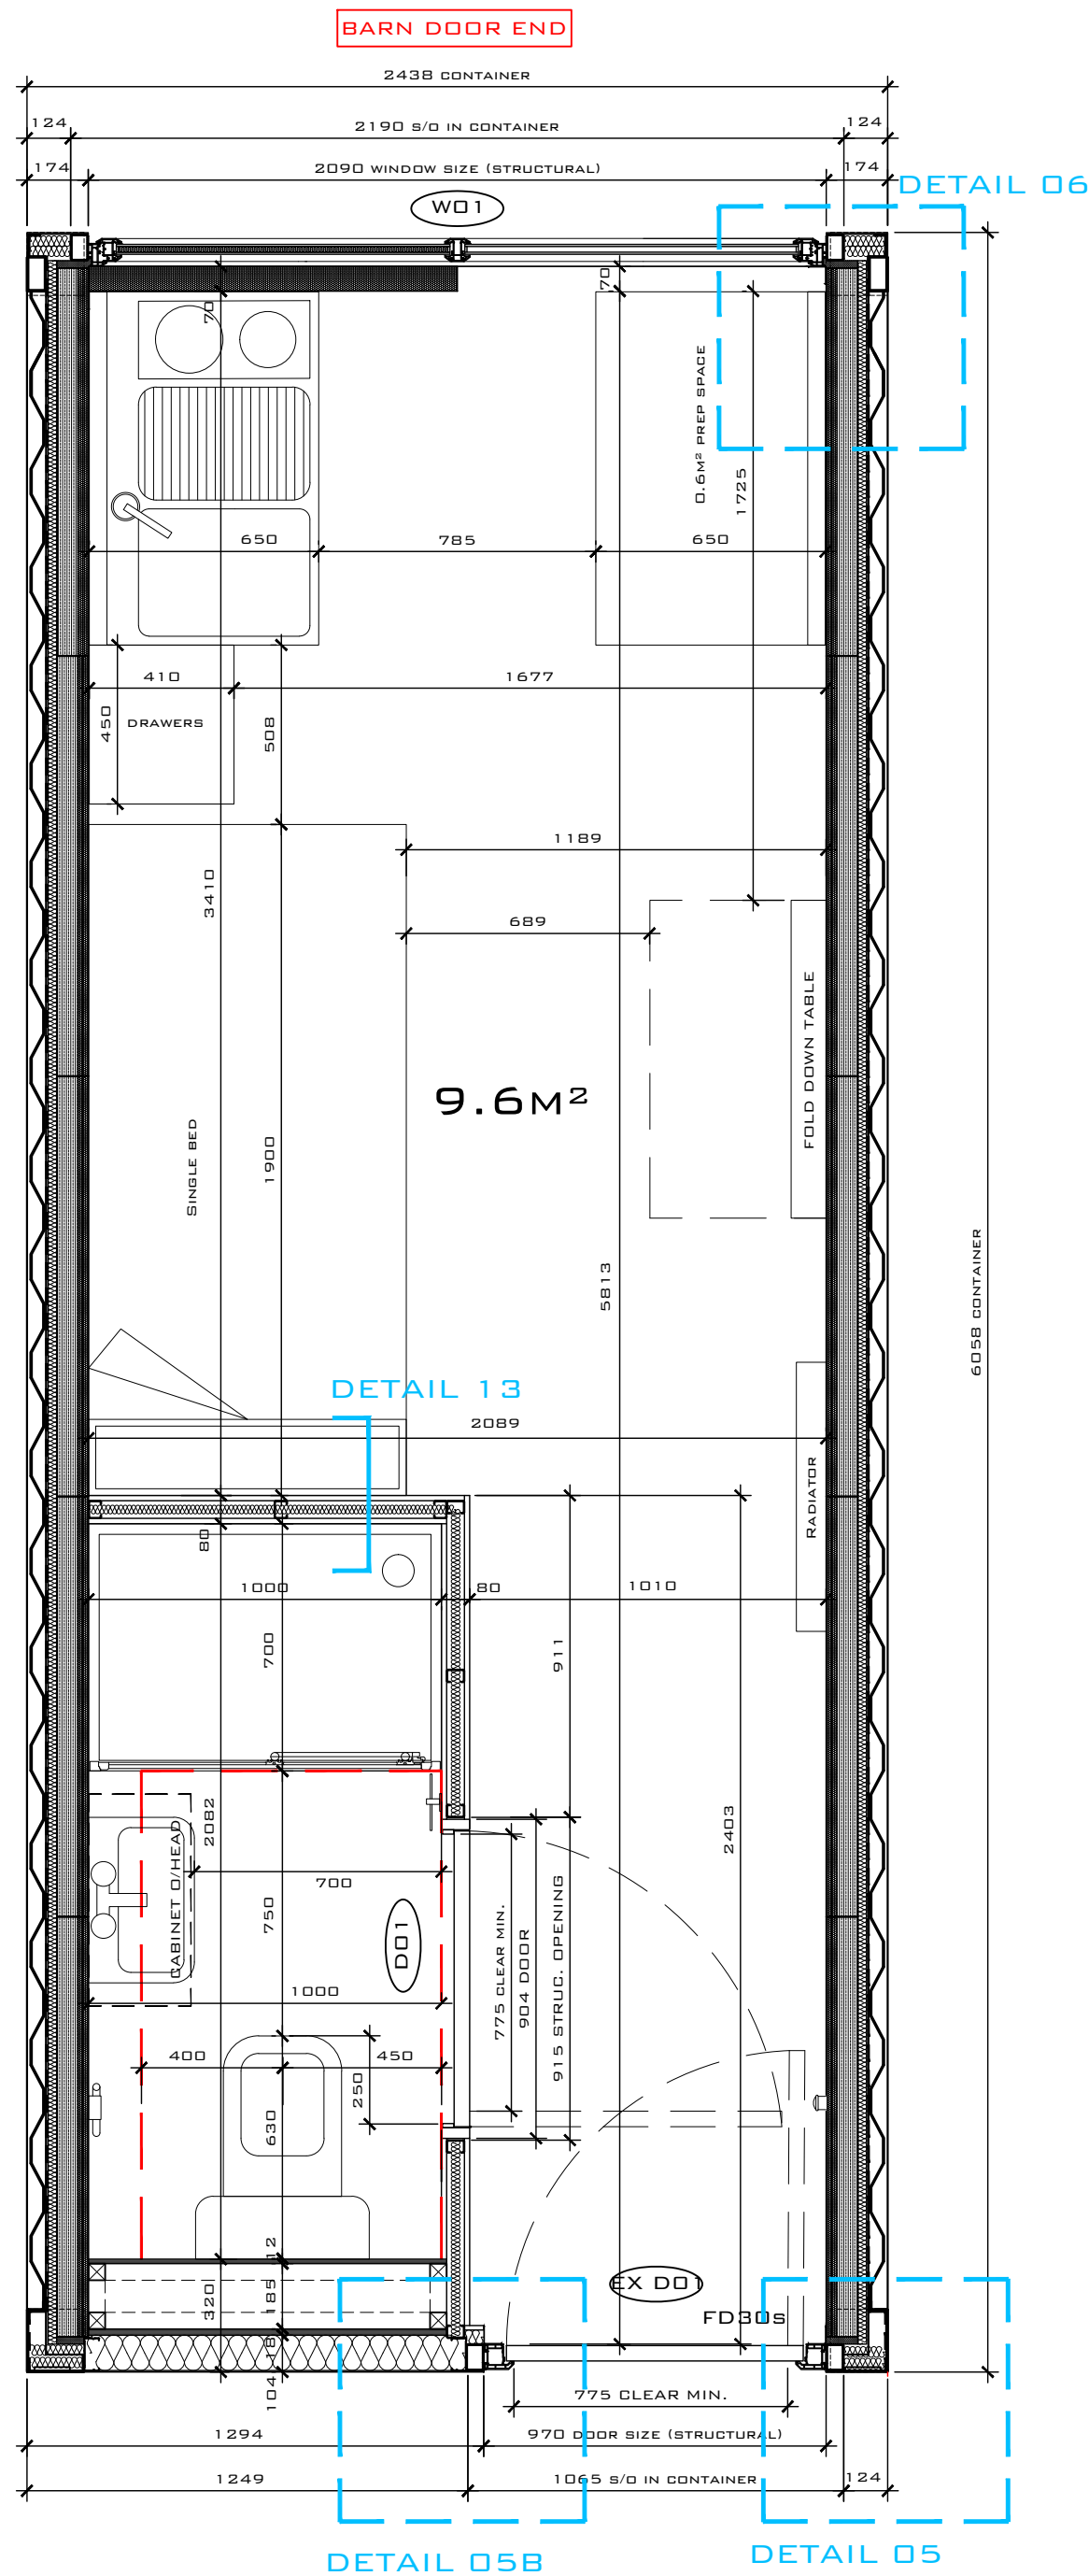 BARN DOOR END
2438 CONTAINER
124
2190 S/O IN CONTAINER
124
174
2090 WINDOW SIZE (STRUCTURAL)
174
DETAIL 06
W01
70
70
0.6M² PREP SPACE
1725
650
785
650
410
1677
450
DRAWERS
508
1189
3410
689
FOLD DOWN TABLE
9.6M²
SINGLE BED
1900
6058 CONTAINER
5813
DETAIL 13
2089
RADIATOR
80
1000
80
1010
700
911
2082
2403
CABINET O/HEAD
700
750
D01
775 CLEAR MIN.
904 DOOR
915 STRUC. OPENING
1000
400
450
250
630
12
320
185
EX D01
FD30s
18
104
775 CLEAR MIN.
1294
970 DOOR SIZE (STRUCTURAL)
1249
1065 S/O IN CONTAINER
124
DETAIL 05B
DETAIL 05